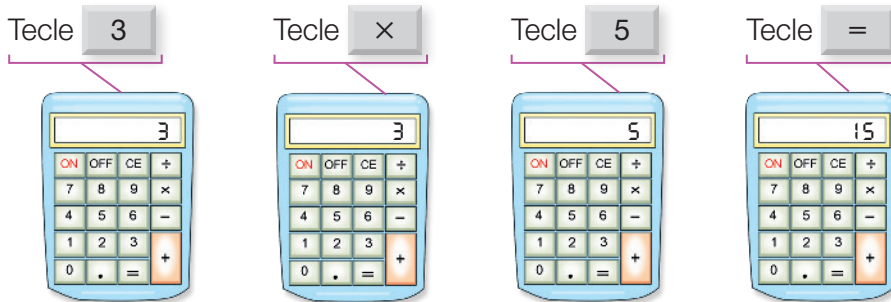 Tecle 3
Tecle ×
Tecle 5
Tecle =
3
ON OFF CE ÷
7 8 9 ×
4 5 6 −
1 2 3 +
0 . =
3
ON OFF CE ÷
7 8 9 ×
4 5 6 −
1 2 3 +
0 . =
5
ON OFF CE ÷
7 8 9 ×
4 5 6 −
1 2 3 +
0 . =
15
ON OFF CE ÷
7 8 9 ×
4 5 6 −
1 2 3 +
0 . =